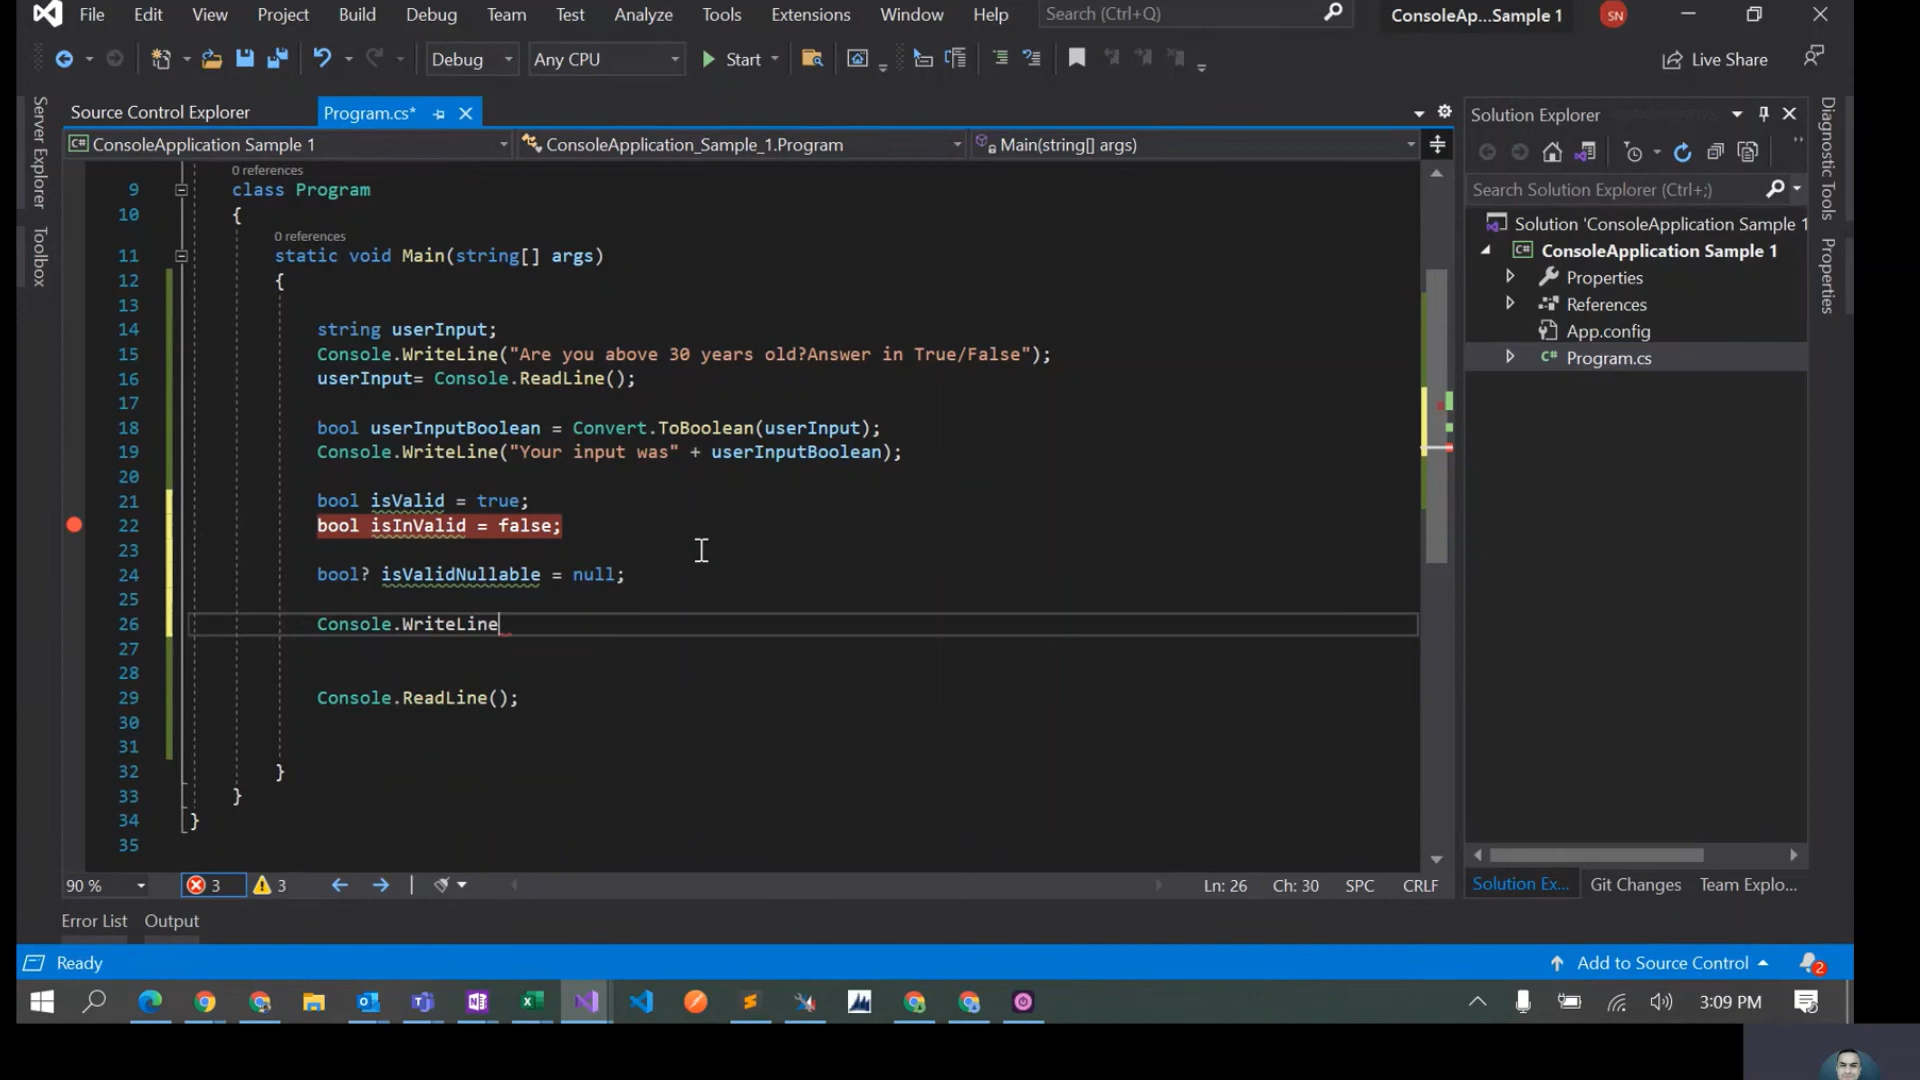 File Edit View Project Build Debug Team Test Analyze Tools Extensions Window Help Search (Ctrl+Q) ConsoleAp...Sample 1 SN
Debug Any CPU Start Live Share
Source Control Explorer Program.cs*
ConsoleApplication Sample 1 ConsoleApplication_Sample_1.Program Main(string[] args)
Server Explorer
Toolbox
0 references
9 class Program
10 {
0 references
11 static void Main(string[] args)
12 {
13
14 string userInput;
15 Console.WriteLine("Are you above 30 years old?Answer in True/False");
16 userInput= Console.ReadLine();
17
18 bool userInputBoolean = Convert.ToBoolean(userInput);
19 Console.WriteLine("Your input was" + userInputBoolean);
20
21 bool isValid = true;
22 bool isInValid = false;
23
24 bool? isValidNullable = null;
25
26 Console.WriteLine
27
28
29 Console.ReadLine();
30
31
32 }
33 }
34 }
35
90 % 3 3 Ln: 26 Ch: 30 SPC CRLF
Solution Explorer
Search Solution Explorer (Ctrl+;)
Solution 'ConsoleApplication Sample 1
C# ConsoleApplication Sample 1
Properties
References
App.config
C# Program.cs
Solution Ex... Git Changes Team Explo...
Diagnostic Tools
Properties
Error List Output
Ready Add to Source Control 2
3:09 PM